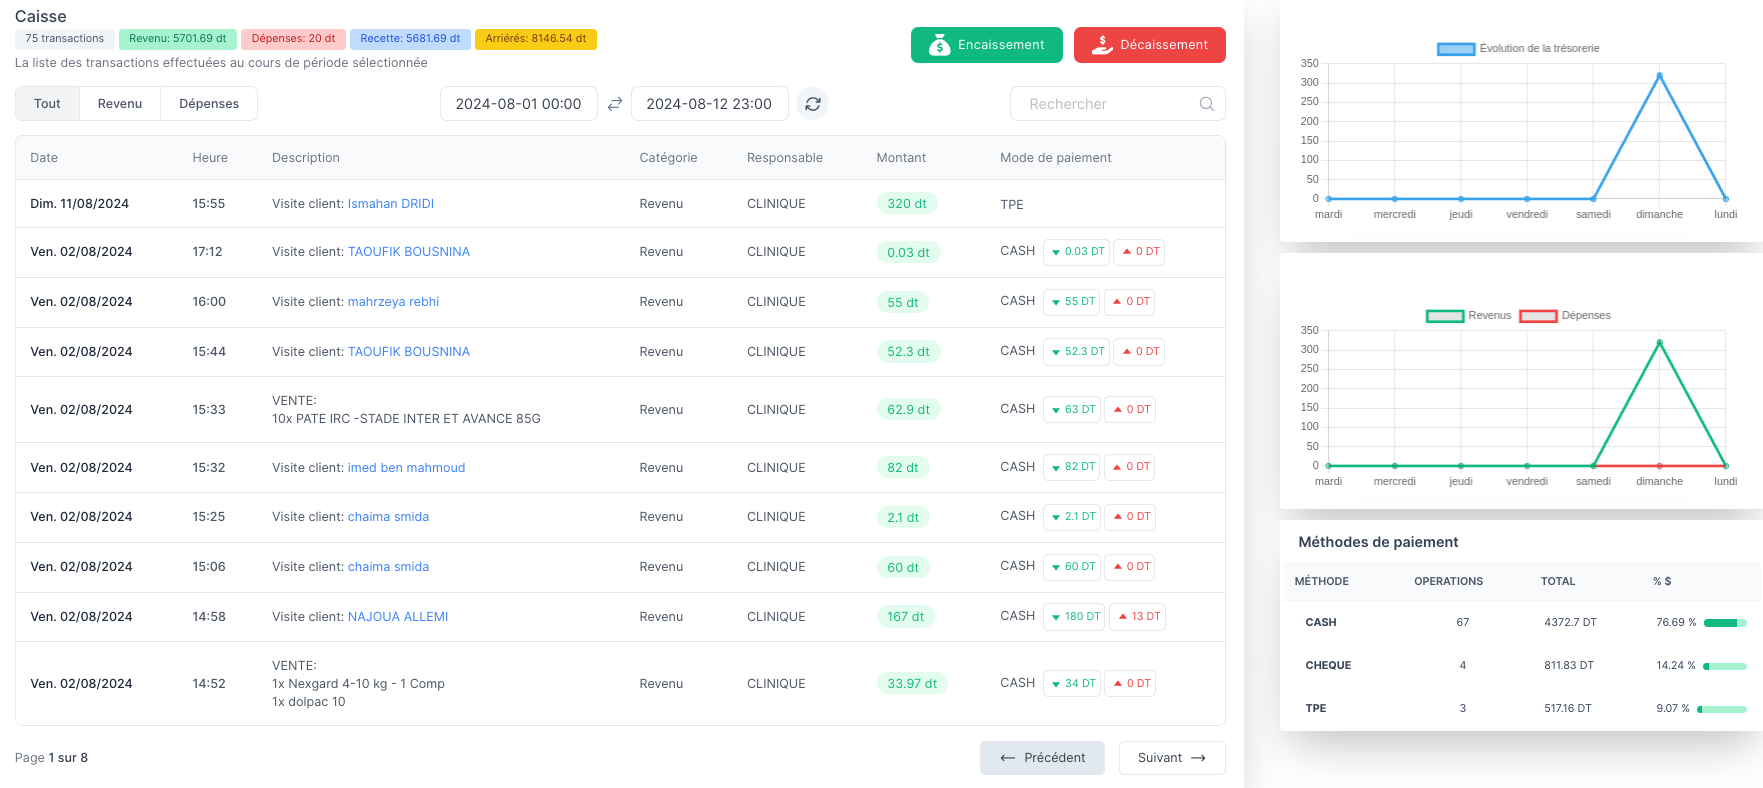 Caisse
75 transactions Revenu: 5701.69 dt Dépenses: 20 dt Recette: 5681.69 dt Arriérés: 8146.54 dt
La liste des transactions effectuées au cours de période sélectionnée
Encaissement Décaissement
Tout Revenu Dépenses 2024-08-01 00:00 2024-08-12 23:00 Rechercher
Date Heure Description Catégorie Responsable Montant Mode de paiement
Dim. 11/08/2024 15:55 Visite client: Ismahan DRIDI Revenu CLINIQUE 320 dt TPE
Ven. 02/08/2024 17:12 Visite client: TAOUFIK BOUSNINA Revenu CLINIQUE 0.03 dt CASH 0.03 DT 0 DT
Ven. 02/08/2024 16:00 Visite client: mahrzeya rebhi Revenu CLINIQUE 55 dt CASH 55 DT 0 DT
Ven. 02/08/2024 15:44 Visite client: TAOUFIK BOUSNINA Revenu CLINIQUE 52.3 dt CASH 52.3 DT 0 DT
Ven. 02/08/2024 15:33 VENTE:
10x PATE IRC -STADE INTER ET AVANCE 85G Revenu CLINIQUE 62.9 dt CASH 63 DT 0 DT
Ven. 02/08/2024 15:32 Visite client: imed ben mahmoud Revenu CLINIQUE 82 dt CASH 82 DT 0 DT
Ven. 02/08/2024 15:25 Visite client: chaima smida Revenu CLINIQUE 2.1 dt CASH 2.1 DT 0 DT
Ven. 02/08/2024 15:06 Visite client: chaima smida Revenu CLINIQUE 60 dt CASH 60 DT 0 DT
Ven. 02/08/2024 14:58 Visite client: NAJOUA ALLEMI Revenu CLINIQUE 167 dt CASH 180 DT 13 DT
Ven. 02/08/2024 14:52 VENTE:
1x Nexgard 4-10 kg - 1 Comp
1x dolpac 10 Revenu CLINIQUE 33.97 dt CASH 34 DT 0 DT
Page 1 sur 8 Précédent Suivant
Évolution de la trésorerie
350
300
250
200
150
100
50
0
mardi mercredi jeudi vendredi samedi dimanche lundi
Revenus Dépenses
350
300
250
200
150
100
50
0
mardi mercredi jeudi vendredi samedi dimanche lundi
Méthodes de paiement
MÉTHODE OPERATIONS TOTAL % $
CASH 67 4372.7 DT 76.69 %
CHEQUE 4 811.83 DT 14.24 %
TPE 3 517.16 DT 9.07 %